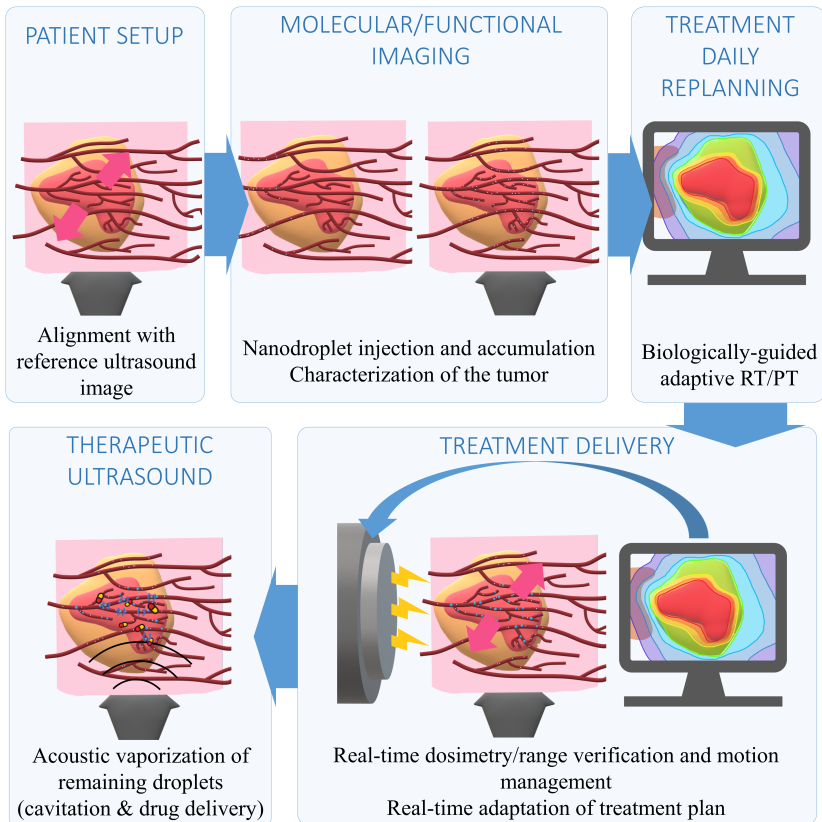 PATIENT SETUP
Alignment with
reference ultrasound
image
MOLECULAR/FUNCTIONAL
IMAGING
Nanodroplet injection and accumulation
Characterization of the tumor
TREATMENT
DAILY
REPLANNING
Biologically-guided
adaptive RT/PT
TREATMENT DELIVERY
Real-time dosimetry/range verification and motion
management
Real-time adaptation of treatment plan
THERAPEUTIC
ULTRASOUND
Acoustic vaporization of
remaining droplets
(cavitation & drug delivery)